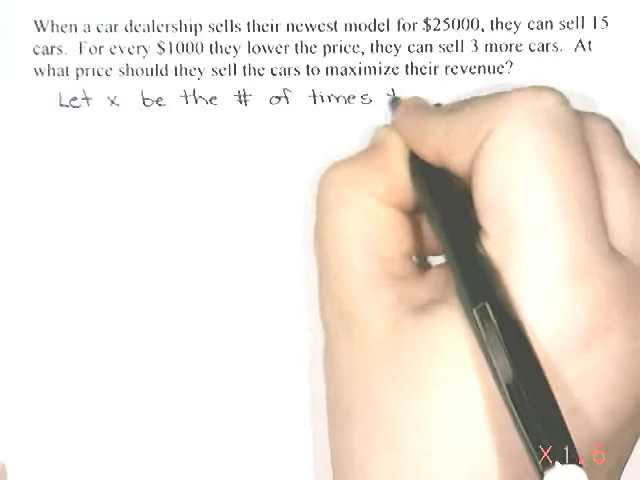 When a car dealership sells their newest model for $25000, they can sell 15
cars. For every $1000 they lower the price, they can sell 3 more cars. At
what price should they sell the cars to maximize their revenue?
Let x be the # of times